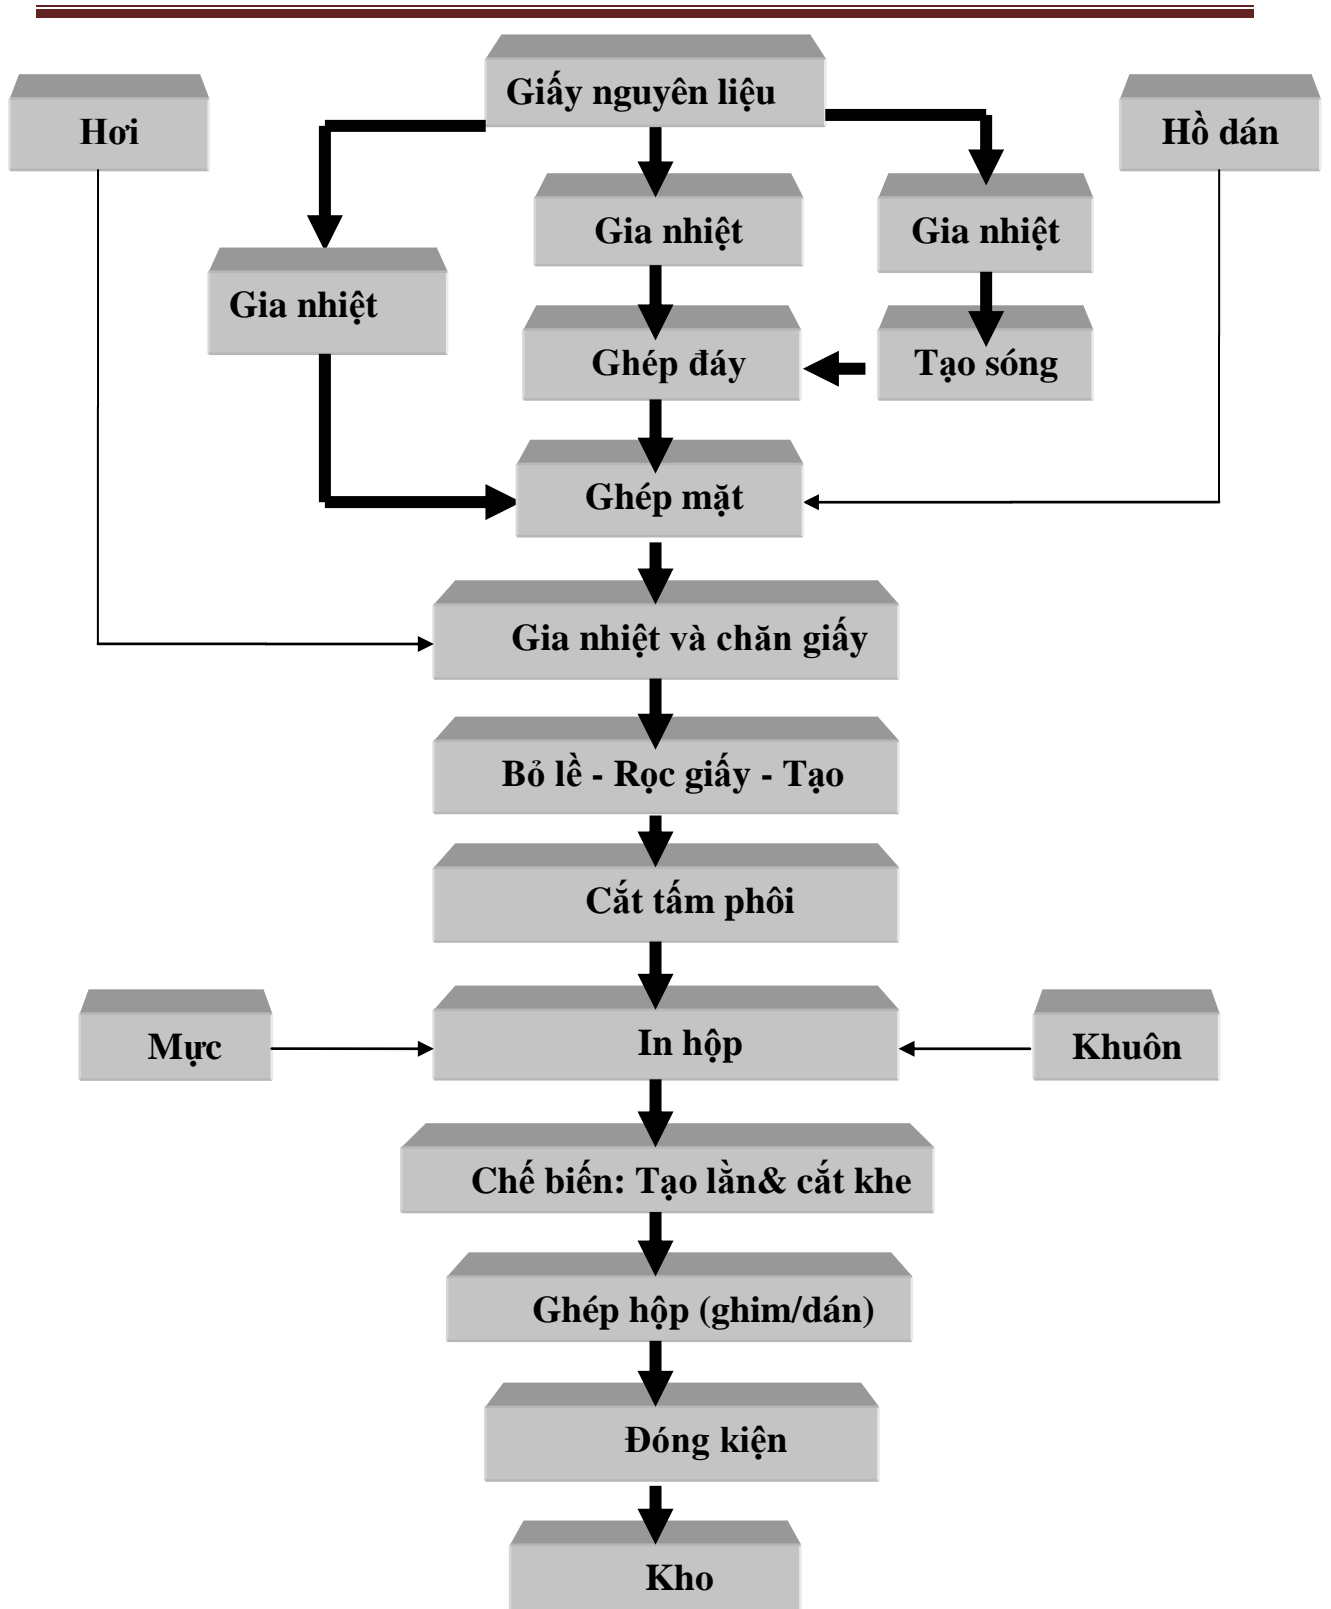 Giấy nguyên liệu
Hơi
Hồ dán
Gia nhiệt
Gia nhiệt
Gia nhiệt
Ghép đáy
Tạo sóng
Ghép mặt
Gia nhiệt và chăn giấy
Bỏ lề - Rọc giấy - Tạo
Cắt tấm phôi
Mực
In hộp
Khuôn
Chế biến: Tạo lằn& cắt khe
Ghép hộp (ghim/dán)
Đóng kiện
Kho